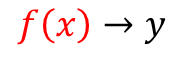 f(x) → y